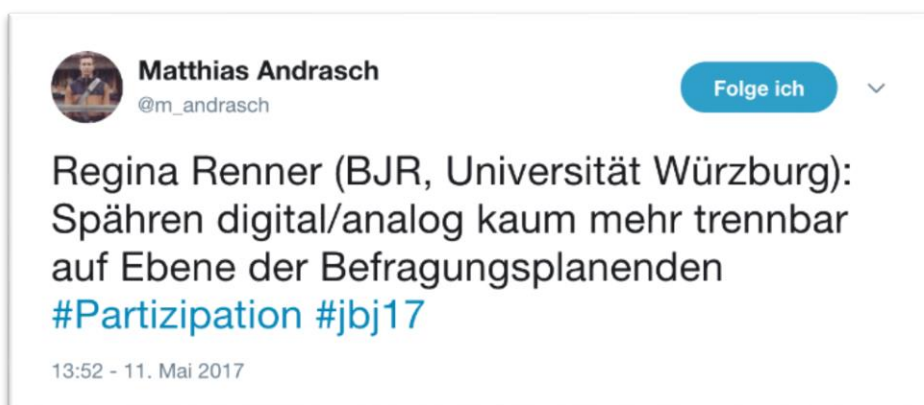 Matthias Andrasch
@m_andrasch
Folge ich
Regina Renner (BJR, Universität Würzburg):
Spähren digital/analog kaum mehr trennbar
auf Ebene der Befragungsplanenden
#Partizipation #jbj17
13:52 - 11. Mai 2017